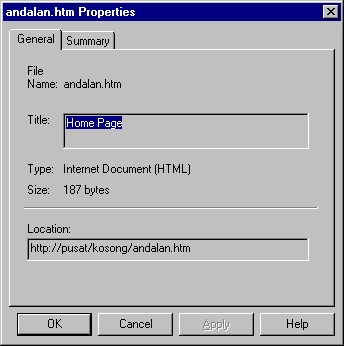 andalan.htm Properties
General Summary
File
Name: andalan.htm
Title: Home Page
Type: Internet Document (HTML)
Size: 187 bytes
Location:
http://pusat/kosong/andalan.htm
OK Cancel Apply Help